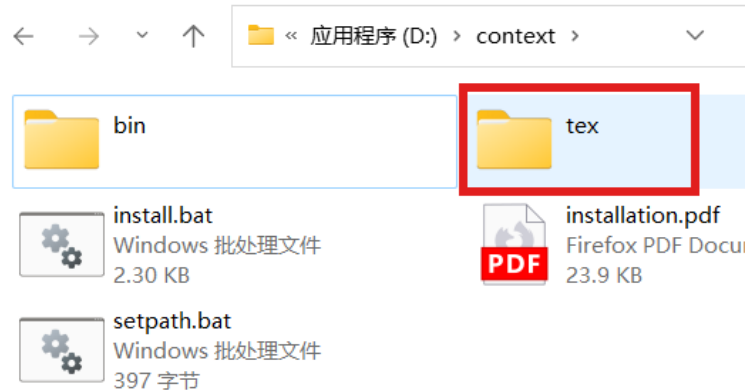 « 应用程序 (D:) › context ›
bin
tex
install.bat
Windows 批处理文件
2.30 KB
installation.pdf
Firefox PDF Docu
23.9 KB
PDF
setpath.bat
Windows 批处理文件
397 字节